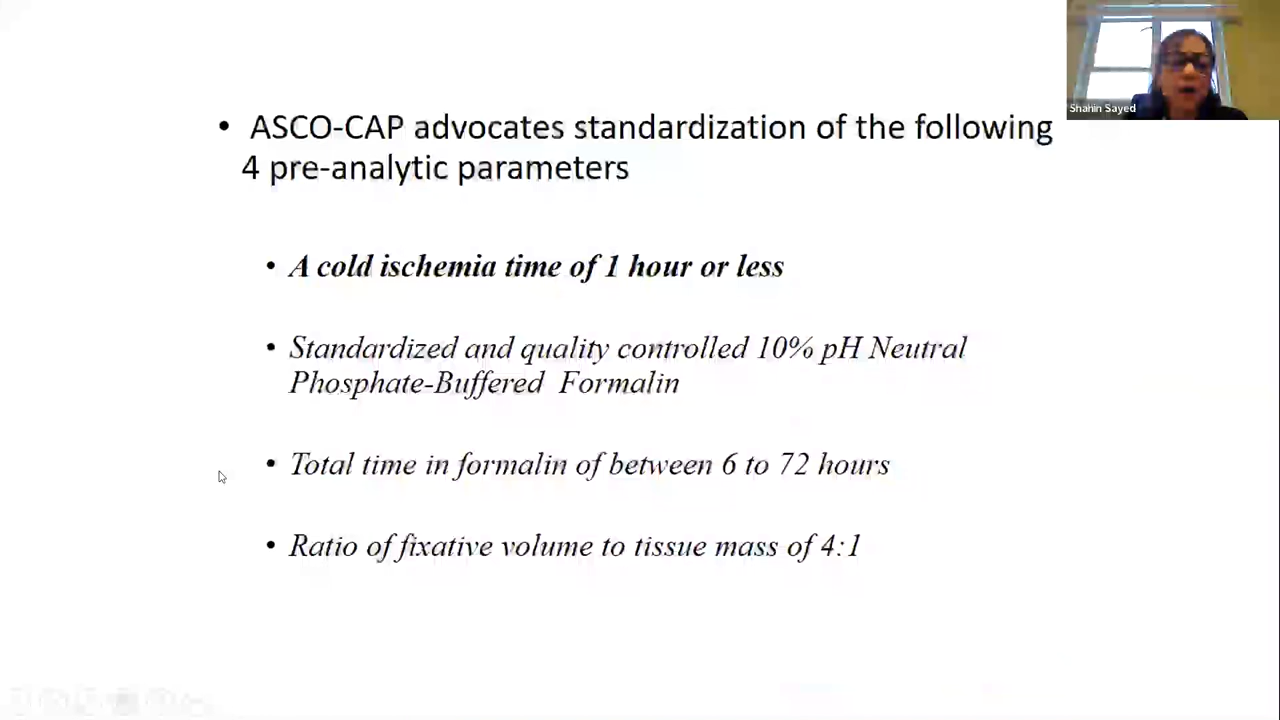 Shahin Sayed
• ASCO-CAP advocates standardization of the following
4 pre-analytic parameters
• A cold ischemia time of 1 hour or less
• Standardized and quality controlled 10% pH Neutral
Phosphate-Buffered Formalin
• Total time in formalin of between 6 to 72 hours
• Ratio of fixative volume to tissue mass of 4:1